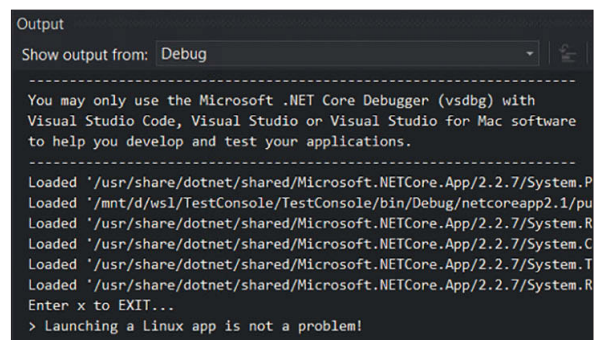 Output
Show output from: Debug
You may only use the Microsoft .NET Core Debugger (vsdbg) with
Visual Studio Code, Visual Studio or Visual Studio for Mac software
to help you develop and test your applications.
Loaded '/usr/share/dotnet/shared/Microsoft.NETCore.App/2.2.7/System.P
Loaded '/mnt/d/wsl/TestConsole/TestConsole/bin/Debug/netcoreapp2.1/pu
Loaded '/usr/share/dotnet/shared/Microsoft.NETCore.App/2.2.7/System.R
Loaded '/usr/share/dotnet/shared/Microsoft.NETCore.App/2.2.7/System.C
Loaded '/usr/share/dotnet/shared/Microsoft.NETCore.App/2.2.7/System.T
Loaded '/usr/share/dotnet/shared/Microsoft.NETCore.App/2.2.7/System.R
Enter x to EXIT...
> Launching a Linux app is not a problem!